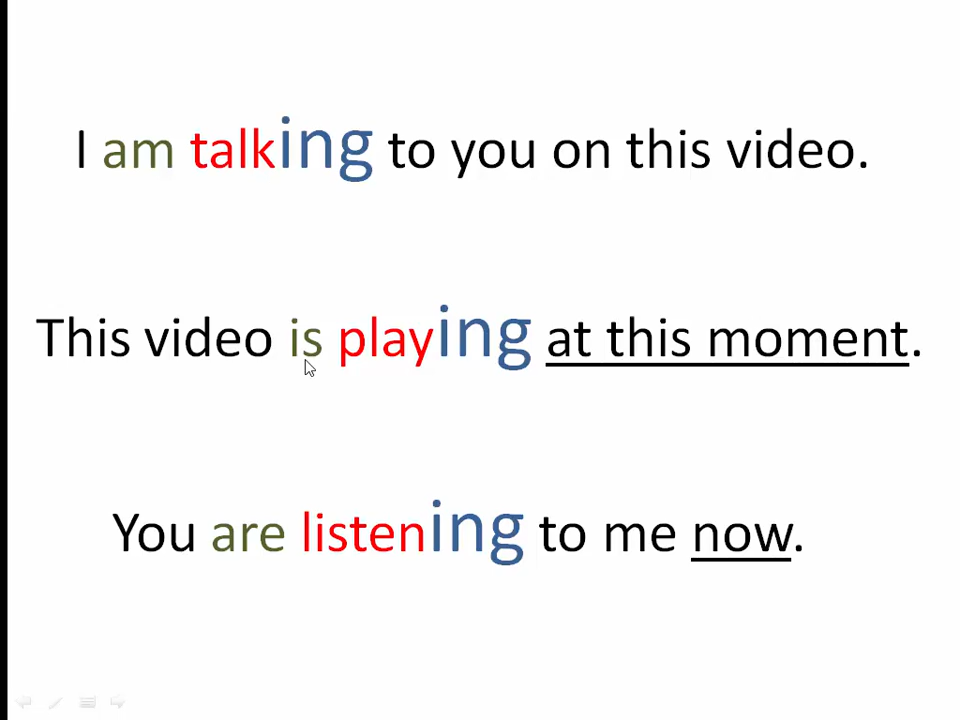 I am talking to you on this video.
This video is playing at this moment.
You are listening to me now.